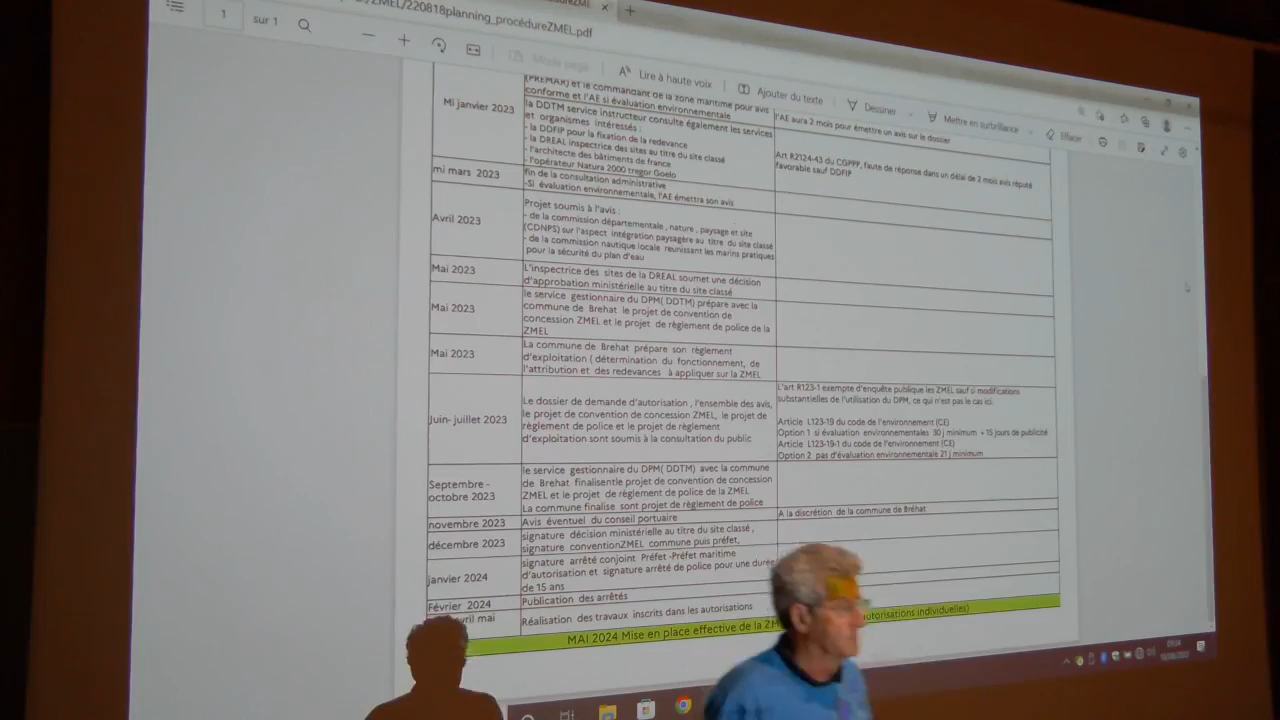 /ZMEL/220818planning_procédureZMEL.pdf
1 sur 1
Mode page
Lire à haute voix
Ajouter du texte
Dessiner
Mettre en surbrillance
Effacer
Mi janvier 2023
(PREMAR) et le commandant de la zone maritime pour avis
conforme et l'AE si évaluation environnementale
la DDTM service instructeur consulte également les services
et organismes intéressés :
- la DDFIP pour la fixation de la redevance
- la DREAL inspectrice des sites au titre du site classé
- l'architecte des bâtiments de france
- l'opérateur Natura 2000 tregor Goelo
l'AE aura 2 mois pour émettre un avis sur le dossier
Art R2124-43 du CGPPP, faute de réponse dans un délai de 2 mois avis réputé
favorable sauf DDFIP
mi mars 2023
fin de la consultation administrative
-Si évaluation environnementale, l'AE émettra son avis
Avril 2023
Projet soumis à l'avis :
- de la commission départementale , nature , paysage et site
(CDNPS) sur l'aspect intégration paysagère au titre du site classé
- de la commission nautique locale reunissant les marins pratiques
pour la sécurité du plan d'eau
Mai 2023
L'inspectrice des sites de la DREAL soumet une décision
d'approbation ministérielle au titre du site classé
Mai 2023
le service gestionnaire du DPM( DDTM) prépare avec la
commune de Brehat le projet de convention de
concession ZMEL et le projet de règlement de police de la
ZMEL
Mai 2023
La commune de Brehat prépare son règlement
d'exploitation ( détermination du fonctionnement, de
l'attribution et des redevances à appliquer sur la ZMEL
Juin- juillet 2023
Le dossier de demande d'autorisation , l'ensemble des avis,
le projet de convention de concession ZMEL, le projet de
règlement de police et le projet de règlement
d'exploitation sont soumis à la consultation du public
L'art R123-1 exempte d'enquête publique les ZMEL sauf si modifications
substantielles de l'utilisation du DPM, ce qui n'est pas le cas ici.
Article L123-19 du code de l'environnement (CE)
Option 1 si évaluation environnementales 30 j minimum + 15 jours de publicité
Article L123-19-1 du code de l'environnement (CE)
Option 2 pas d'évaluation environnementale 21 j minimum
Septembre -
octobre 2023
le service gestionnaire du DPM( DDTM) avec la commune
de Brehat finalisentle projet de convention de concession
ZMEL et le projet de règlement de police de la ZMEL
La commune finalise sont projet de règlement de police
novembre 2023
Avis éventuel du conseil portuaire
A la discrétion de la commune de Bréhat
décembre 2023
signature décision ministérielle au titre du site classé ,
signature conventionZMEL commune puis préfet,
janvier 2024
signature arrêté conjoint Préfet -Préfet maritime
d'autorisation et signature arrêté de police pour une durée
de 15 ans
Février 2024
Publication des arrêtés
avril mai
Réalisation des travaux inscrits dans les autorisations
MAI 2024 Mise en place effective de la ZM autorisations individuelles)